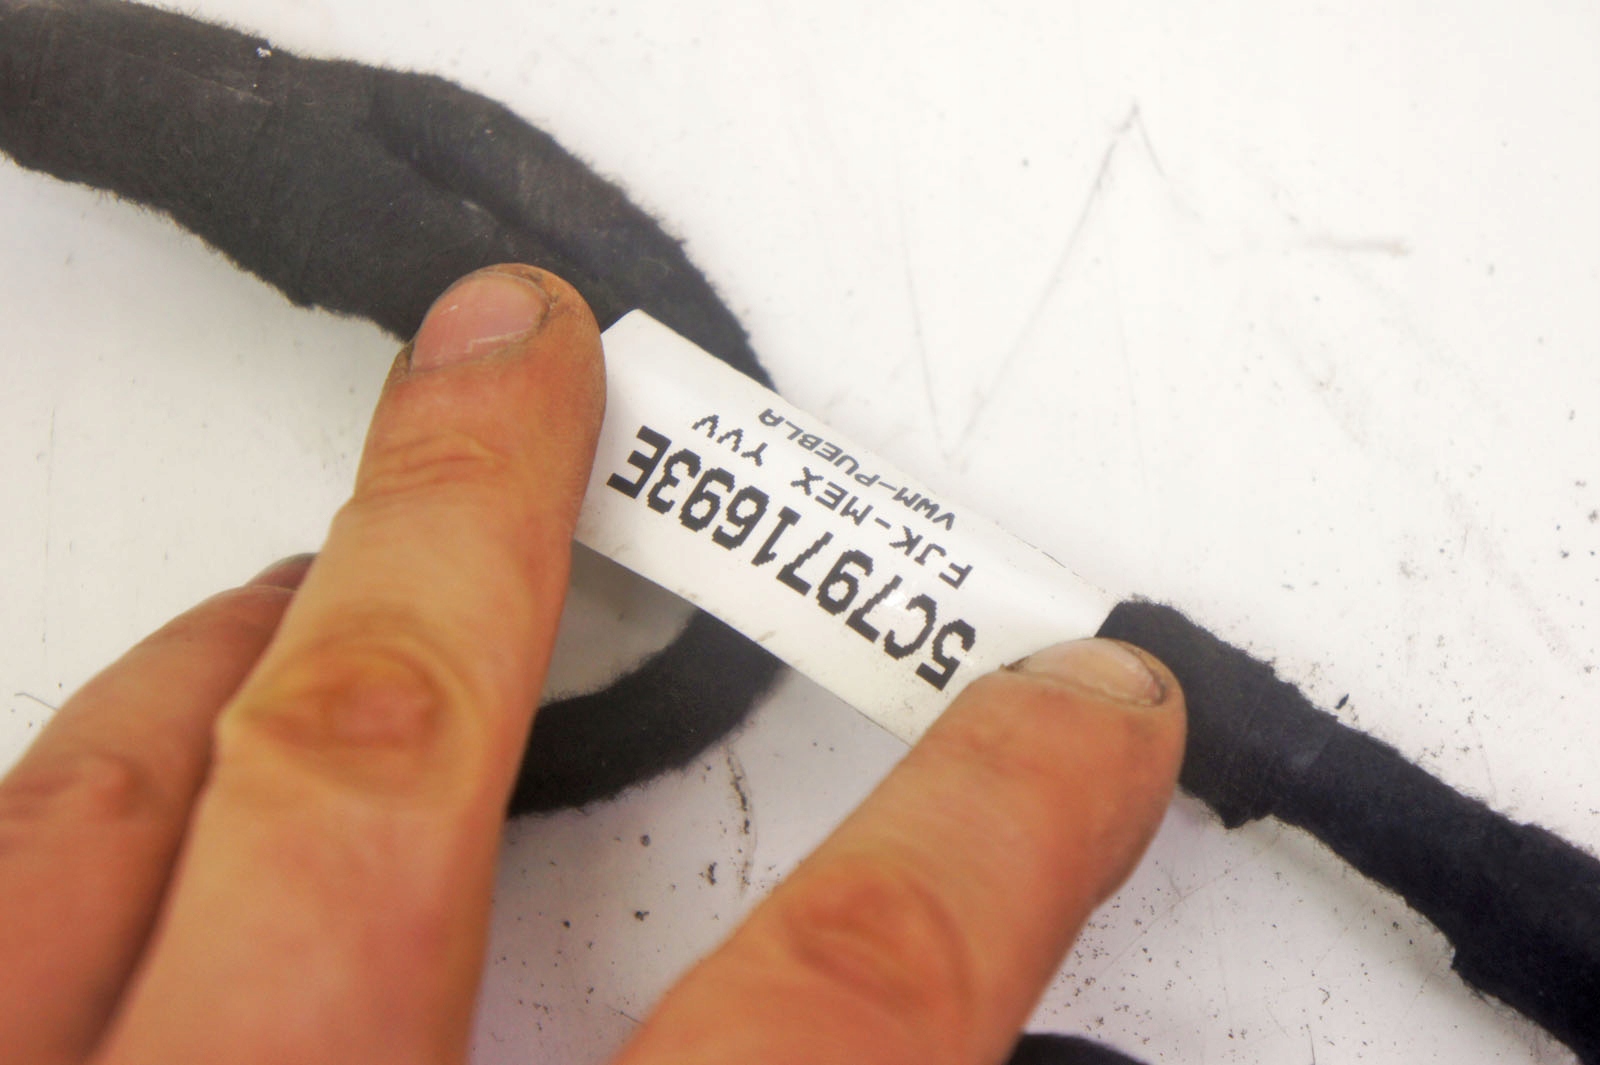 5C7971693E
FJK-MEX YVV
VWM-PUEBLA